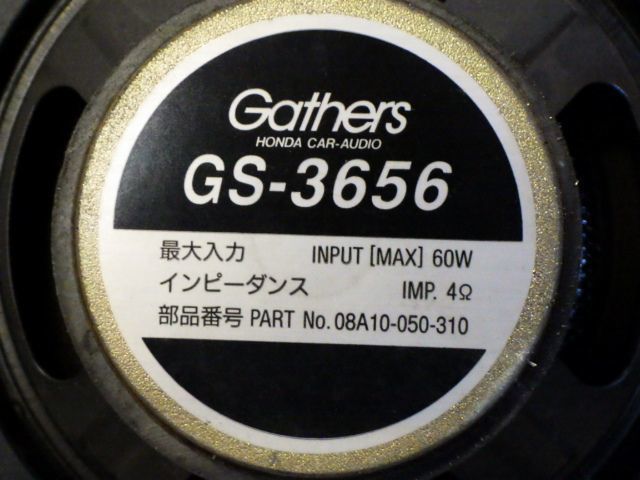 Gathers
HONDA CAR-AUDIO
GS-3656
最大入力 INPUT [MAX] 60W
インピーダンス IMP. 4Ω
部品番号 PART No. 08A10-050-310